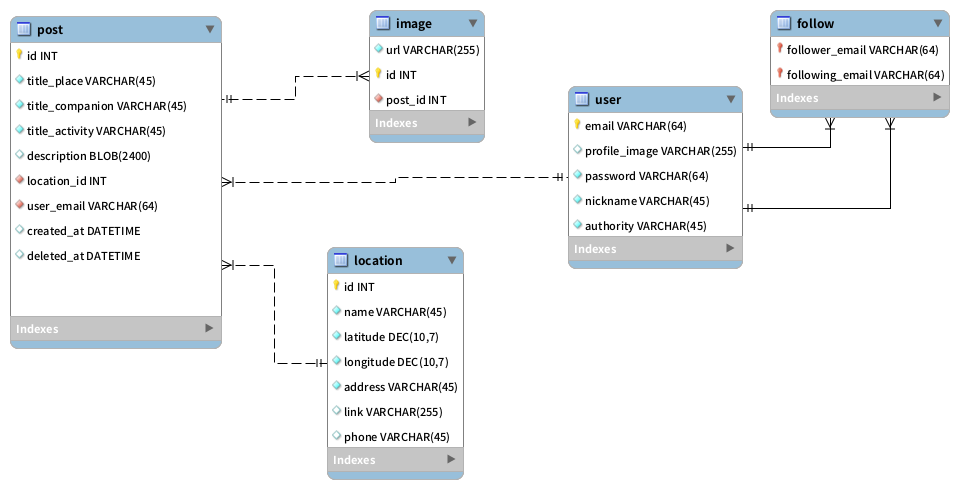 post
id INT
title_place VARCHAR(45)
title_companion VARCHAR(45)
title_activity VARCHAR(45)
description BLOB(2400)
location_id INT
user_email VARCHAR(64)
created_at DATETIME
deleted_at DATETIME
Indexes
image
url VARCHAR(255)
id INT
post_id INT
Indexes
location
id INT
name VARCHAR(45)
latitude DEC(10,7)
longitude DEC(10,7)
address VARCHAR(45)
link VARCHAR(255)
phone VARCHAR(45)
Indexes
user
email VARCHAR(64)
profile_image VARCHAR(255)
password VARCHAR(64)
nickname VARCHAR(45)
authority VARCHAR(45)
Indexes
follow
follower_email VARCHAR(64)
following_email VARCHAR(64)
Indexes